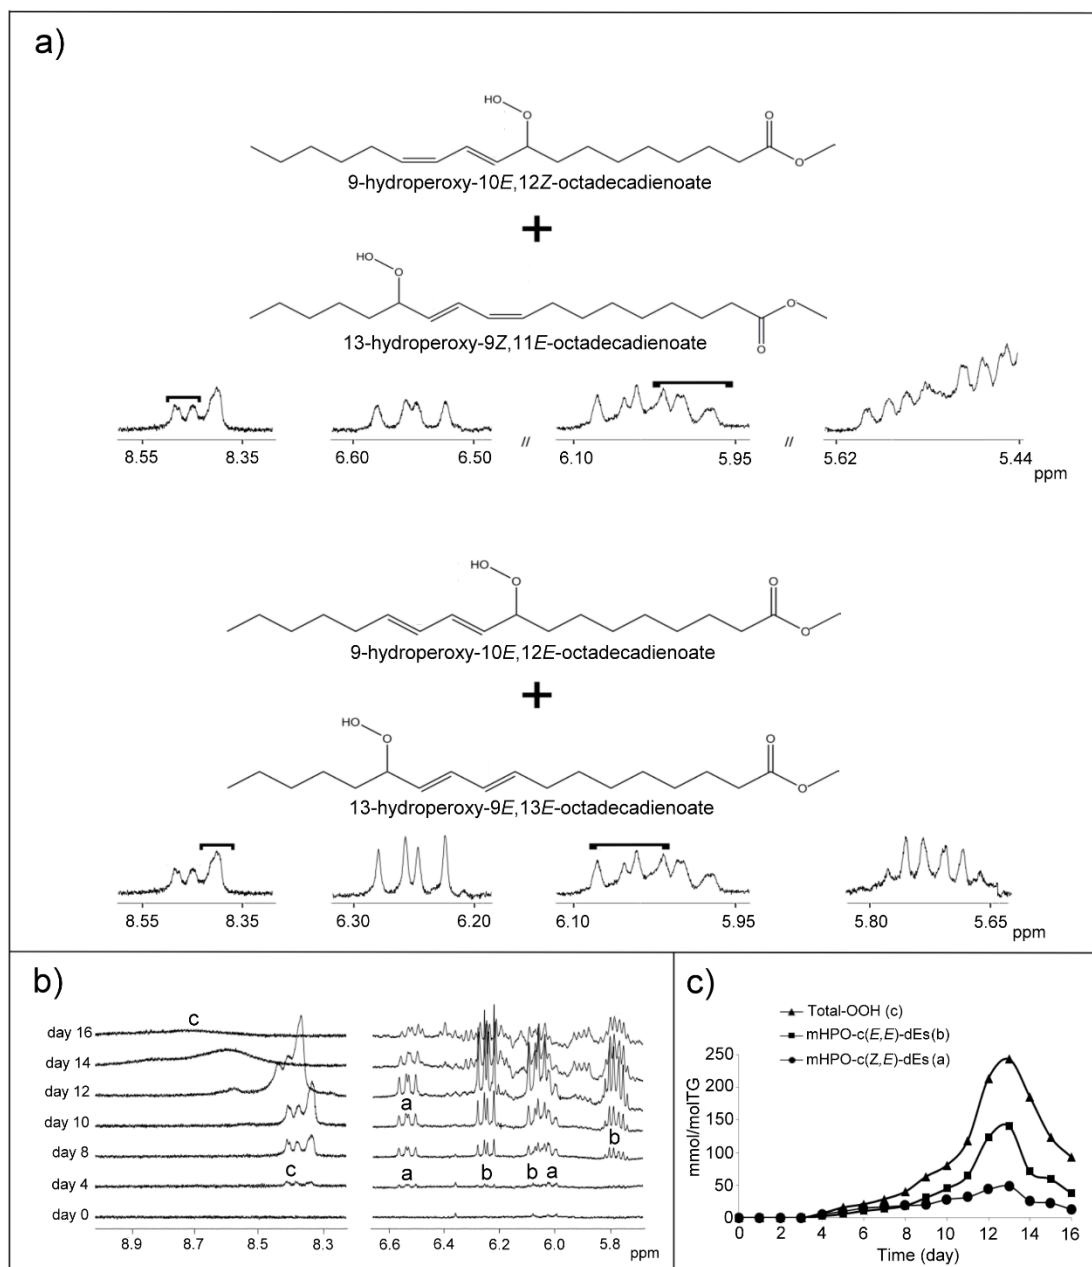 a)
HO
O
O
O
9-hydroperoxy-10E,12Z-octadecadienoate
+
HO
O
O
O
13-hydroperoxy-9Z,11E-octadecadienoate
8.55 8.35 6.60 6.50 // 6.10 5.95 // 5.62 5.44 ppm
HO
O
O
O
9-hydroperoxy-10E,12E-octadecadienoate
+
HO
O
O
O
13-hydroperoxy-9E,13E-octadecadienoate
8.55 8.35 6.30 6.20 6.10 5.95 5.80 5.65 ppm
b)
day 16 c
day 14
day 12 a
day 10
day 8 b
day 4 c a b b a
day 0
8.9 8.7 8.5 8.3 6.6 6.4 6.2 6.0 5.8 ppm
c)
Total-OOH (c)
mHPO-c(E,E)-dEs (b)
mHPO-c(Z,E)-dEs (a)
mmol/molTG
250
200
150
100
50
0
0 2 4 6 8 10 12 14 16
Time (day)